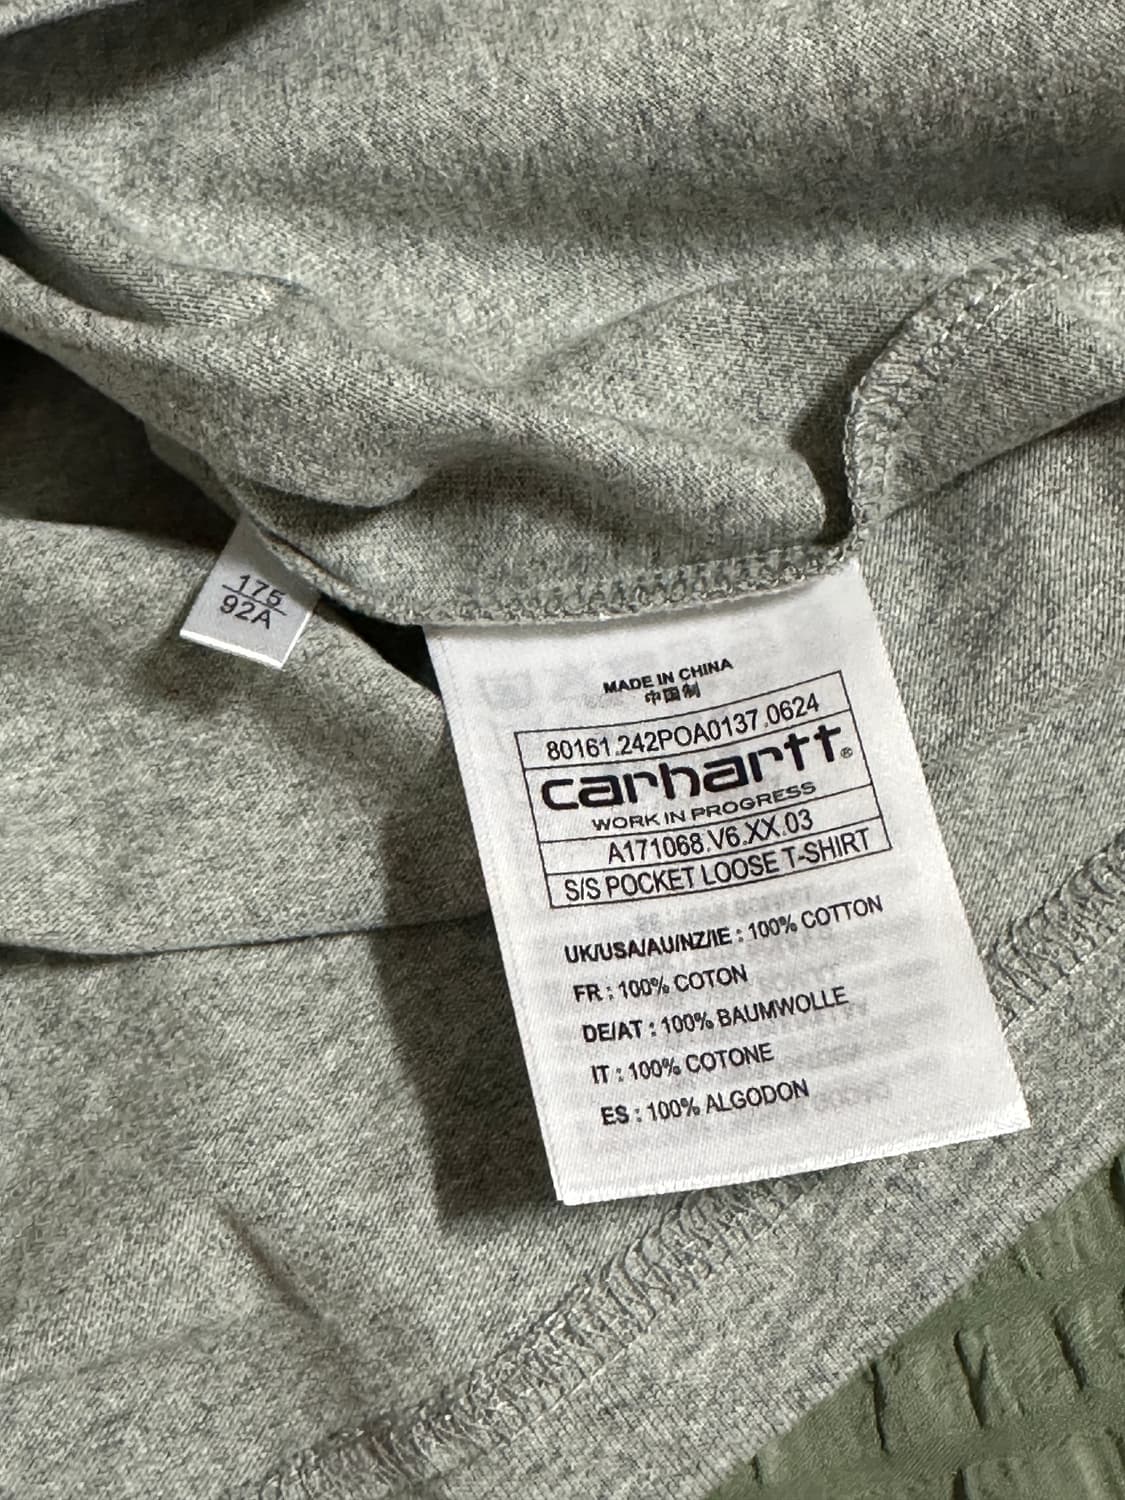 175
92A
MADE IN CHINA
中国制
80161.242POA0137.0624
carhartt®
WORK IN PROGRESS
A171068.V6.XX.03
S/S POCKET LOOSE T-SHIRT
UK/USA/AU/NZ/IE : 100% COTTON
FR : 100% COTON
DE/AT : 100% BAUMWOLLE
IT : 100% COTONE
ES : 100% ALGODON